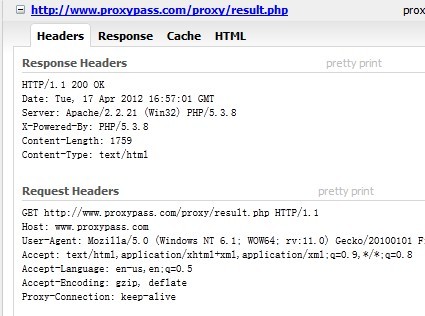 http://www.proxypass.com/proxy/result.php
Headers Response Cache HTML
Response Headers pretty print
HTTP/1.1 200 OK
Date: Tue, 17 Apr 2012 16:57:01 GMT
Server: Apache/2.2.21 (Win32) PHP/5.3.8
X-Powered-By: PHP/5.3.8
Content-Length: 1759
Content-Type: text/html
Request Headers pretty print
GET http://www.proxypass.com/proxy/result.php HTTP/1.1
Host: www.proxypass.com
User-Agent: Mozilla/5.0 (Windows NT 6.1; WOW64; rv:11.0) Gecko/20100101
Accept: text/html,application/xhtml+xml,application/xml;q=0.9,*/*;q=0.8
Accept-Language: en-us,en;q=0.5
Accept-Encoding: gzip, deflate
Proxy-Connection: keep-alive